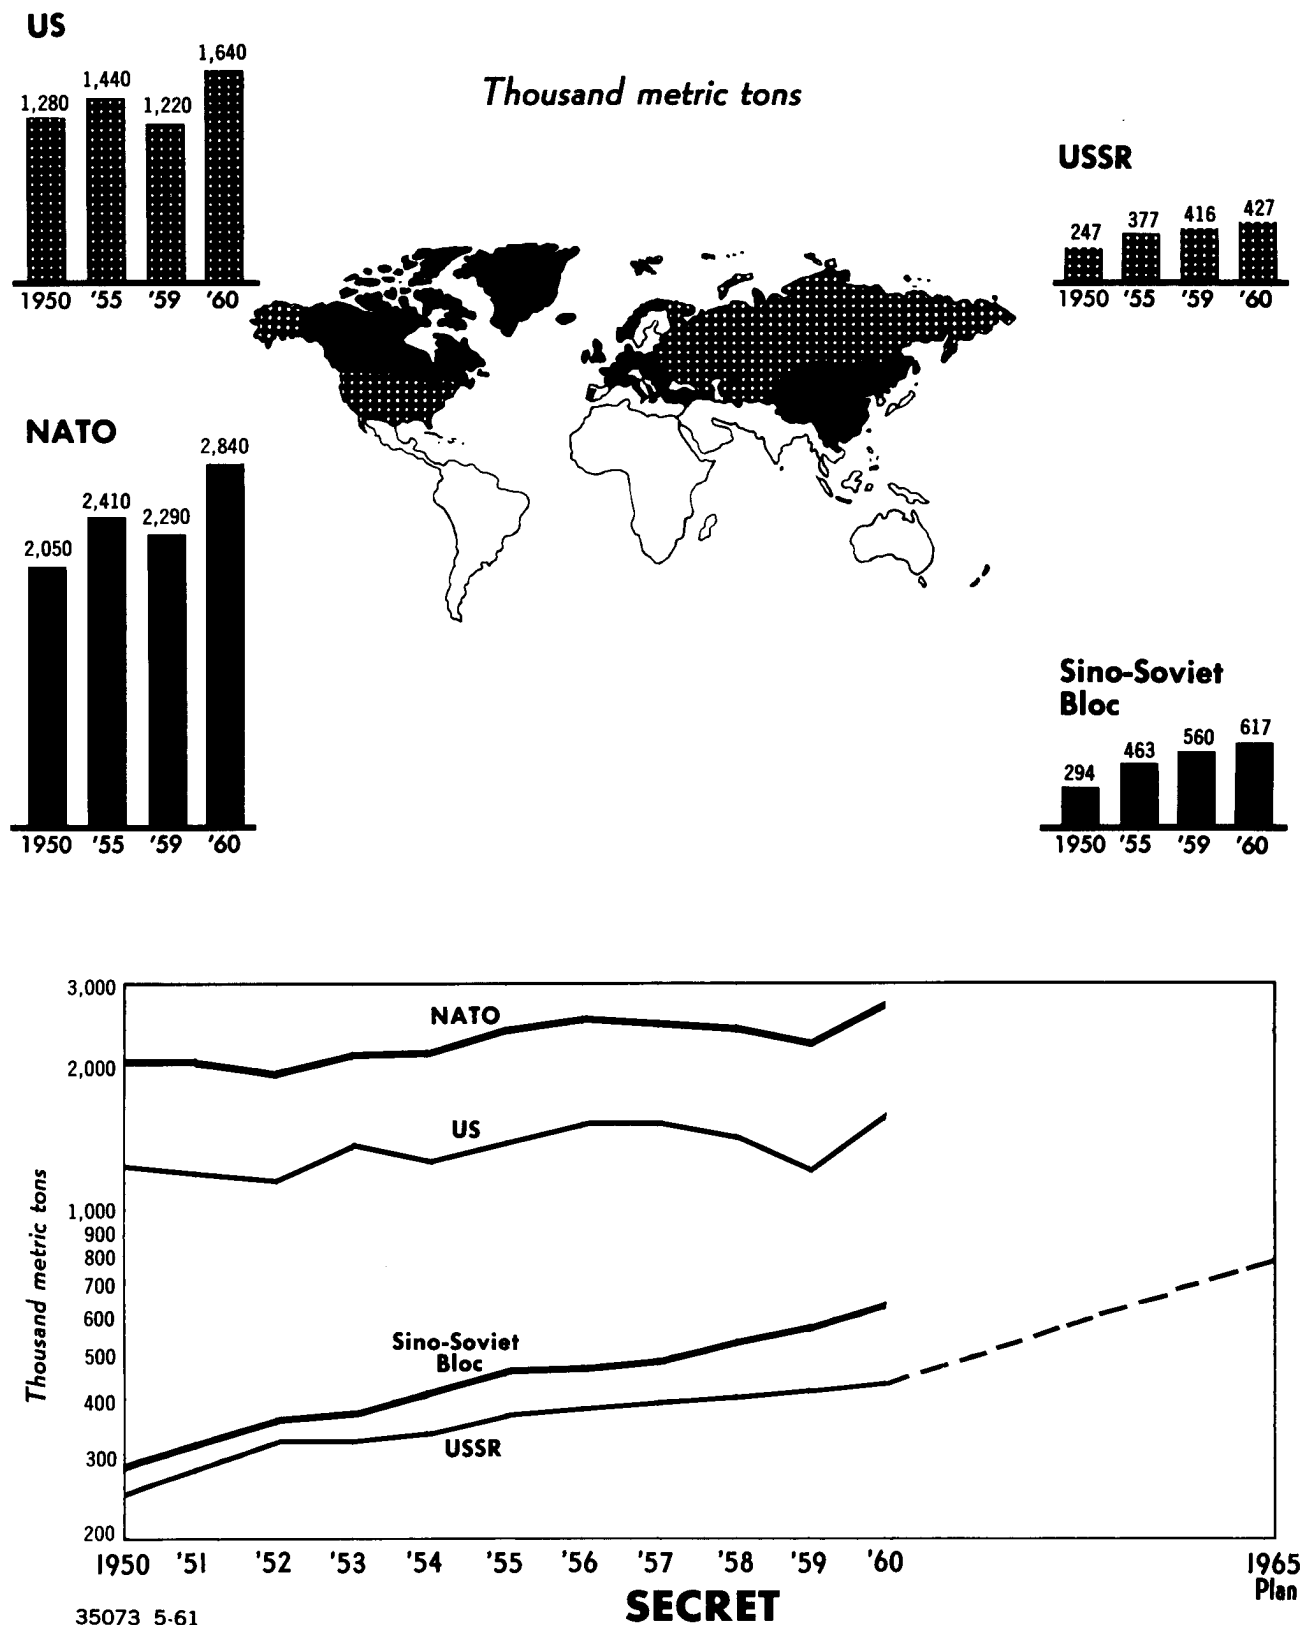 US
1,280
1,440
1,220
1,640
1950 '55 '59 '60
Thousand metric tons
USSR
247
377
416
427
1950 '55 '59 '60
NATO
2,050
2,410
2,290
2,840
1950 '55 '59 '60
Sino-Soviet
Bloc
294
463
560
617
1950 '55 '59 '60
Thousand metric tons
3,000
2,000
1,000
900
800
700
600
500
400
300
200
NATO
US
Sino-Soviet
Bloc
USSR
1950 '51 '52 '53 '54 '55 '56 '57 '58 '59 '60 1965
Plan
SECRET
35073 5-61